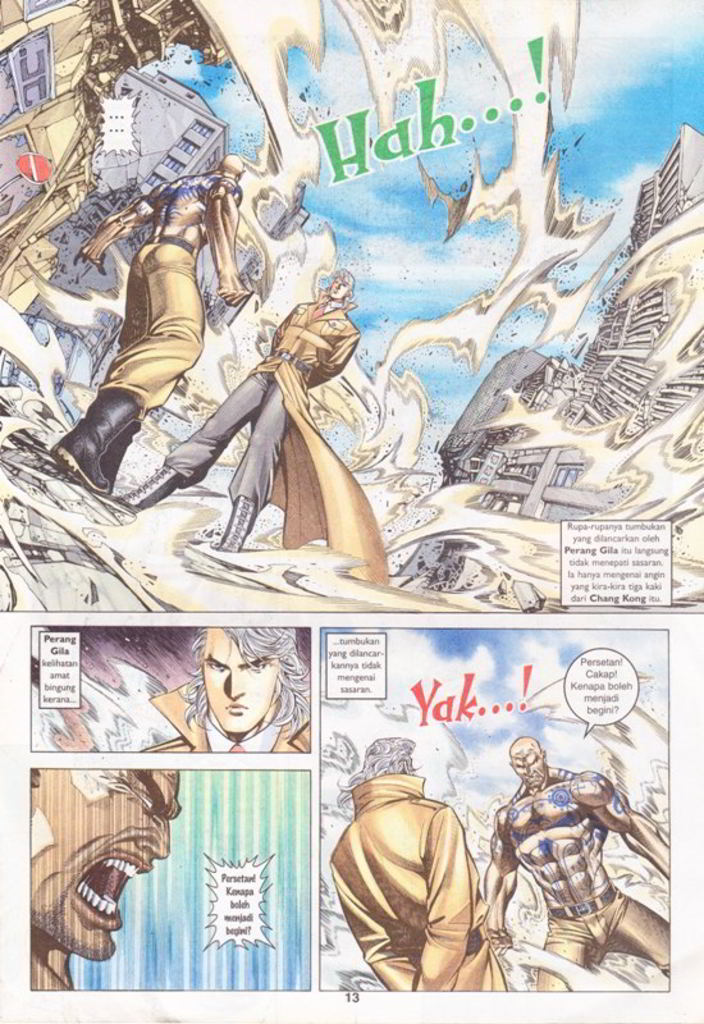 ....
....
Hah....!
Rupa-rupanya tumbukan
yang dilancarkan oleh
Perang Gila itu langsung
tidak menepati sasaran.
Ia hanya mengenai angin
yang kira-kira tiga kaki
dari Chang Kong itu.
Perang
Gila
kelihatan
amat
bingung
kerana...
...tumbukan
yang dilancar-
kannya tidak
mengenai
sasaran.
Yak....!
Persetan!
Cakap!
Kenapa boleh
menjadi
begini?
Persetan!
Kenapa
boleh
menjadi
begini?
13